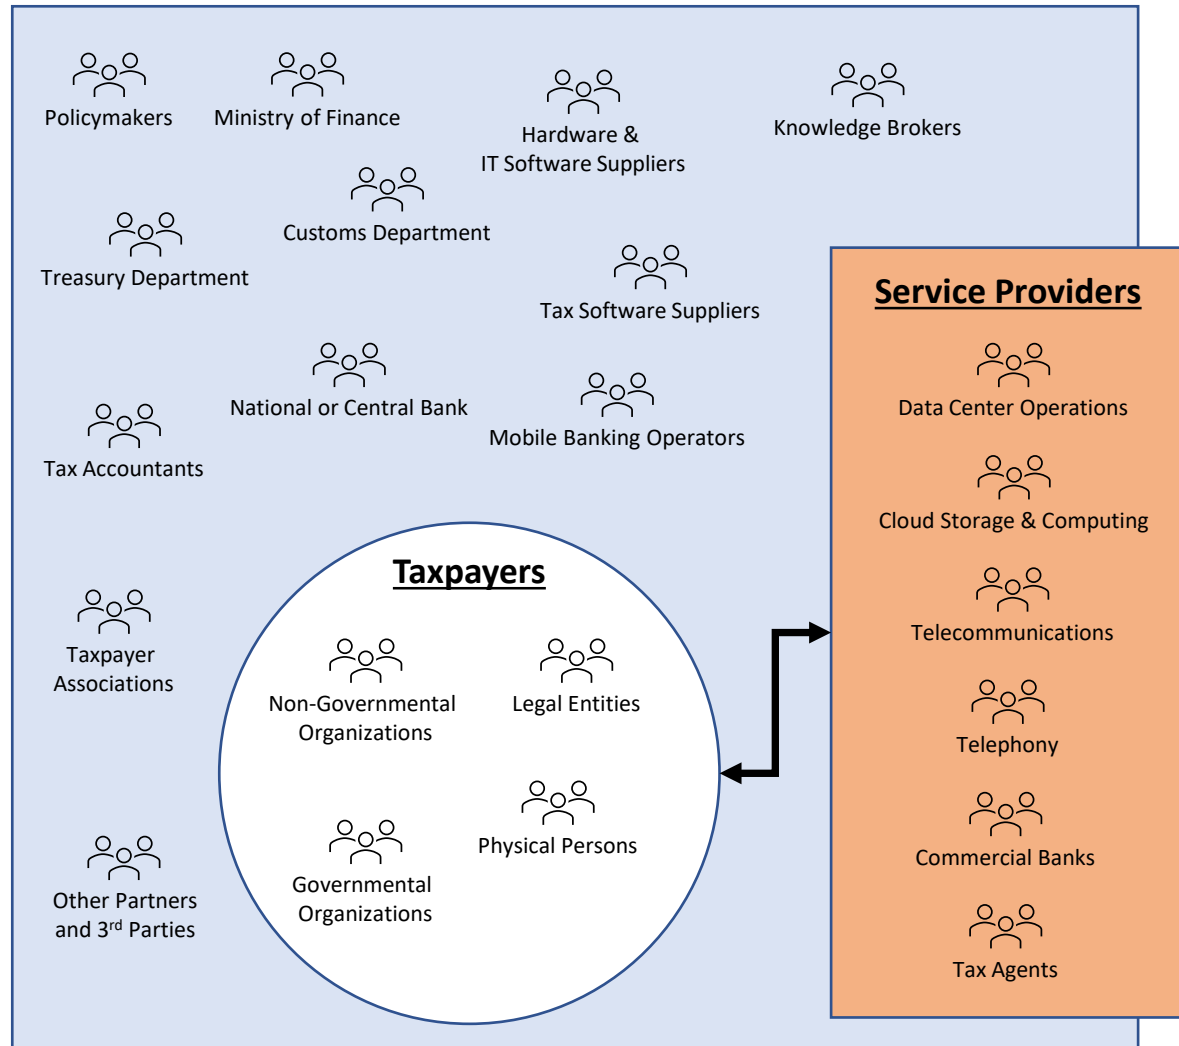 Policymakers
Ministry of Finance
Hardware &
IT Software Suppliers
Knowledge Brokers
Customs Department
Treasury Department
Tax Software Suppliers
National or Central Bank
Mobile Banking Operators
Tax Accountants
Taxpayer
Associations
Other Partners
and 3rd Parties
Taxpayers
Non-Governmental
Organizations
Legal Entities
Physical Persons
Governmental
Organizations
Service Providers
Data Center Operations
Cloud Storage & Computing
Telecommunications
Telephony
Commercial Banks
Tax Agents